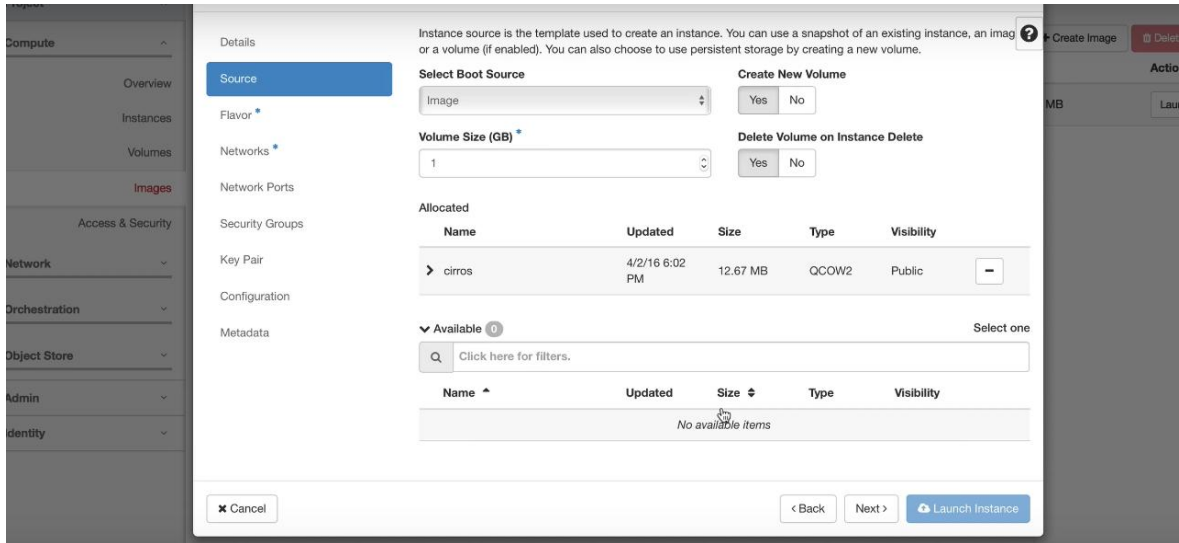 Compute
Overview
Instances
Volumes
Images
Access & Security
Network
Orchestration
Object Store
Admin
Identity
Details
Source
Flavor *
Networks *
Network Ports
Security Groups
Key Pair
Configuration
Metadata
Instance source is the template used to create an instance. You can use a snapshot of an existing instance, an imag
or a volume (if enabled). You can also choose to use persistent storage by creating a new volume.
Select Boot Source
Image
Create New Volume
Yes No
Volume Size (GB) *
1
Delete Volume on Instance Delete
Yes No
Allocated
Name Updated Size Type Visibility
cirros 4/2/16 6:02 PM 12.67 MB QCOW2 Public
Available 0 Select one
Click here for filters.
Name Updated Size Type Visibility
No available items
Cancel
< Back Next > Launch Instance
? + Create Image Delet
Actio
MB Lau